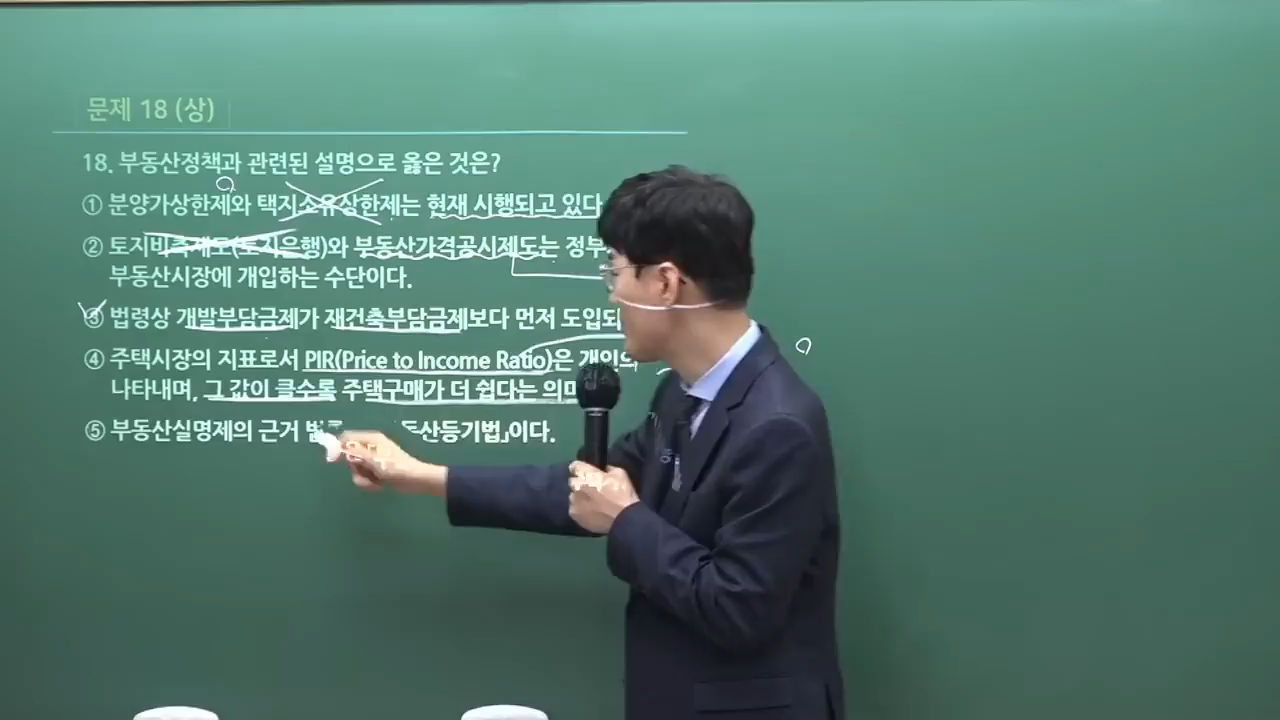 문제 18 (상)
18. 부동산정책과 관련된 설명으로 옳은 것은?
① 분양가상한제와 택지소유상한제는 현재 시행되고 있다
② 토지비축제도(토지은행)와 부동산가격공시제도는 정부
부동산시장에 개입하는 수단이다.
③ 법령상 개발부담금제가 재건축부담금제보다 먼저 도입되
④ 주택시장의 지표로서 PIR(Price to Income Ratio)은 개인의
나타내며, 그 값이 클수록 주택구매가 더 쉽다는 의미
⑤ 부동산실명제의 근거 동산등기법」이다.